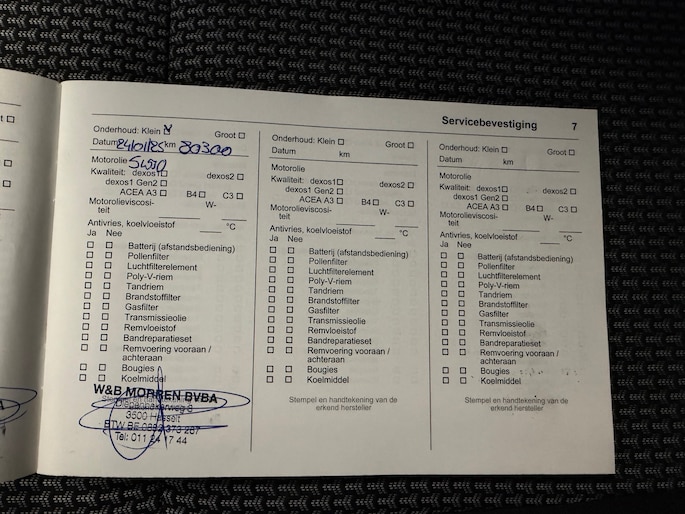 Servicebevestiging 7
Onderhoud: Klein Groot
Datum 24/01/25 km 80300
Motorolie 5W30
Kwaliteit: dexos1 dexos2
dexos1 Gen2
ACEA A3 B4 C3
Motorolieviscosi- W-
teit
Antivries, koelvloeistof °C
Ja Nee
Batterij (afstandsbediening)
Pollenfilter
Luchtfilterelement
Poly-V-riem
Tandriem
Brandstoffilter
Gasfilter
Transmissieolie
Remvloeistof
Bandreparatieset
Remvoering vooraan /
achteraan
Bougies
Koelmiddel
W&B MORREN BVBA
3500 Hasselt
Onderhoud: Klein Groot
Datum km
Motorolie
Kwaliteit: dexos1 dexos2
dexos1 Gen2
ACEA A3 B4 C3
Motorolieviscosi- W-
teit
Antivries, koelvloeistof °C
Ja Nee
Batterij (afstandsbediening)
Pollenfilter
Luchtfilterelement
Poly-V-riem
Tandriem
Brandstoffilter
Gasfilter
Transmissieolie
Remvloeistof
Bandreparatieset
Remvoering vooraan /
achteraan
Bougies
Koelmiddel
Stempel en handtekening van de
erkend hersteller
Onderhoud: Klein Groot
Datum km
Motorolie
Kwaliteit: dexos1 dexos2
dexos1 Gen2
ACEA A3 B4 C3
Motorolieviscosi- W-
teit
Antivries, koelvloeistof °C
Ja Nee
Batterij (afstandsbediening)
Pollenfilter
Luchtfilterelement
Poly-V-riem
Tandriem
Brandstoffilter
Gasfilter
Transmissieolie
Remvloeistof
Bandreparatieset
Remvoering vooraan /
achteraan
Bougies
Koelmiddel
Stempel en handtekening van de
erkend hersteller